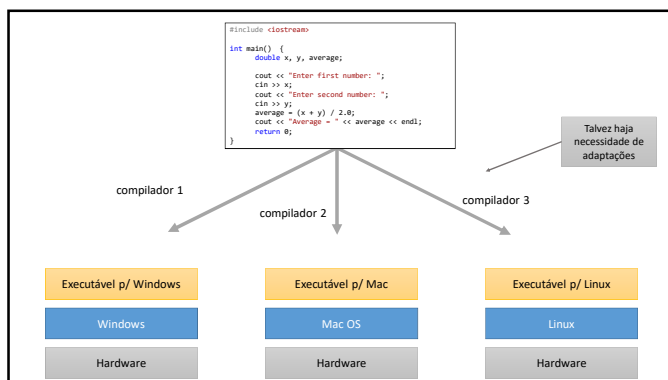 #include <iostream>
int main() {
double x, y, average;
cout << "Enter first number: ";
cin >> x;
cout << "Enter second number: ";
cin >> y;
average = (x + y) / 2.0;
cout << "Average = " << average << endl;
return 0;
}
Talvez haja
necessidade de
adaptações
compilador 1
compilador 2
compilador 3
Executável p/ Windows
Executável p/ Mac
Executável p/ Linux
Windows
Mac OS
Linux
Hardware
Hardware
Hardware